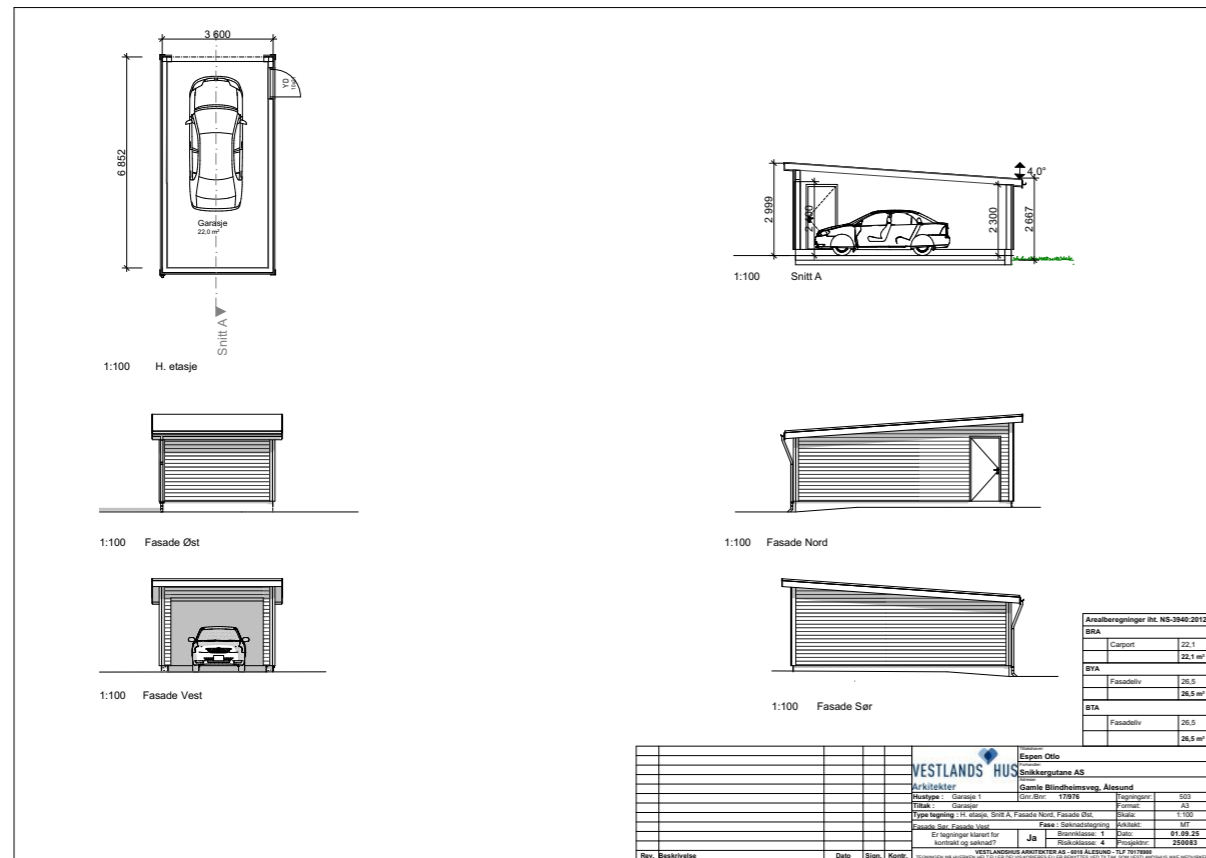 3 600
6 852
YD
Garasje
22,0 m²
Snitt A
1:100 H. etasje
2 999
2 300
2 667
4,0°
1:100 Snitt A
1:100 Fasade Øst
1:100 Fasade Nord
1:100 Fasade Vest
1:100 Fasade Sør
Arealberegninger iht. NS-3940:2012
BRA
Carport 22,1
22,1 m²
BYA
Fasadeliv 26,5
26,5 m²
BTA
Fasadeliv 26,5
26,5 m²
VESTLANDS HUS
Arkitekter
Espen Otlo
Snikkergutane AS
Gamle Blindheimsveg, Ålesund
Hustype : Garasje 1 Gnr./Bnr: 17/976 Tegningsnr: 503
Tiltak : Garasjer Format: A3
Type tegning : H. etasje, Snitt A, Fasade Nord, Fasade Øst, Skala: 1:100
Fasade Sør, Fasade Vest Fase : Søknadstegning Arkitekt: MT
Er tegninger klarert for kontrakt og søknad? Ja Brannklasse: 1 Dato: 01.09.25
Risikoklasse: 4 Prosjektnr: 250083
Rev. Beskrivelse Dato Sign. Kontr.
VESTLANDSHUS ARKITEKTER AS - 6018 ÅLESUND - TLF 70178900